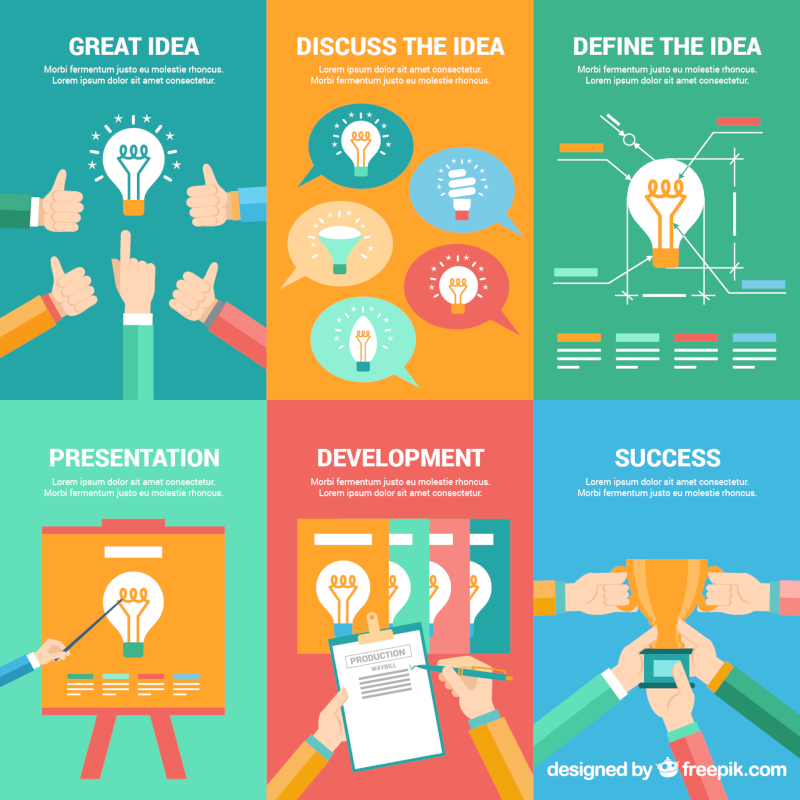 GREAT IDEA
Morbi fermentum justo eu molestie rhoncus.
Lorem ipsum dolor sit amet consectetur.
DISCUSS THE IDEA
Lorem ipsum dolor sit amet consectetur.
Morbi fermentum justo eu molestie rhoncus.
DEFINE THE IDEA
Morbi fermentum justo eu molestie rhoncus.
Lorem ipsum dolor sit amet consectetur.
PRESENTATION
Lorem ipsum dolor sit amet consectetur.
Morbi fermentum justo eu molestie rhoncus.
DEVELOPMENT
Morbi fermentum justo eu molestie rhoncus.
Lorem ipsum dolor sit amet consectetur.
PRODUCTION
WAYBILL
SUCCESS
Lorem ipsum dolor sit amet consectetur.
Morbi fermentum justo eu molestie rhoncus.
designed by freepik.com